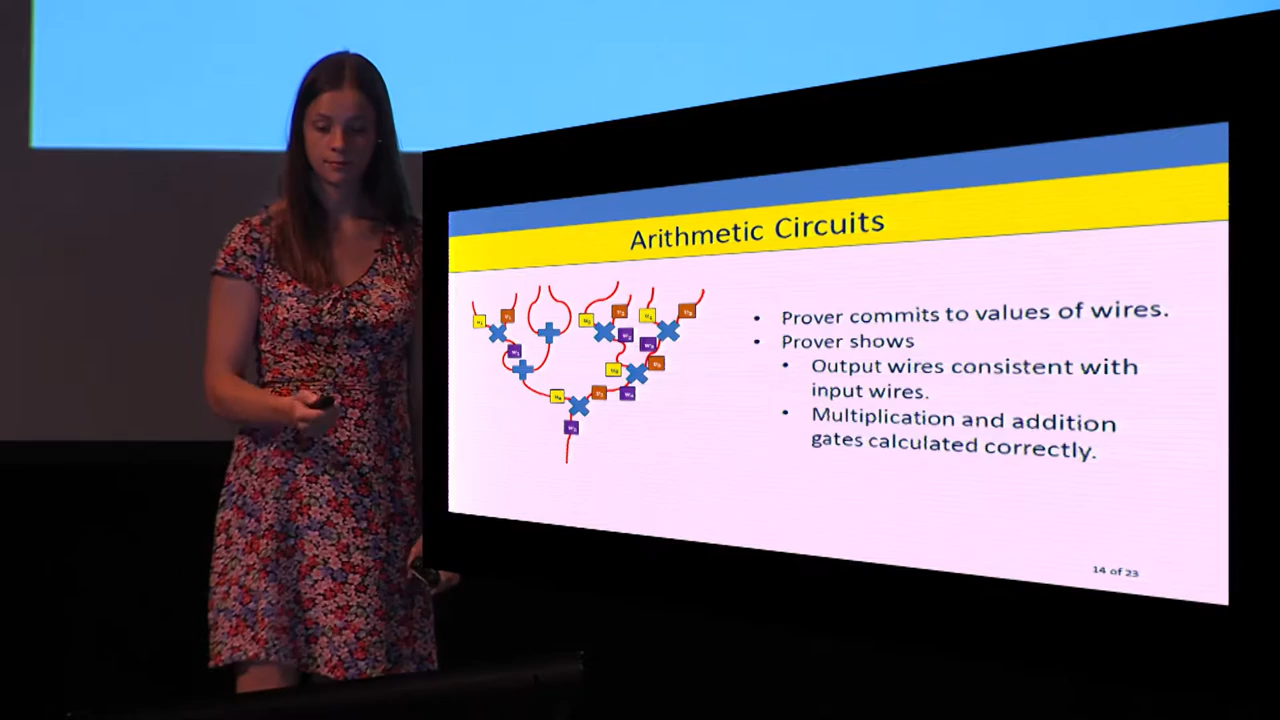 Arithmetic Circuits
• Prover commits to values of wires.
• Prover shows
• Output wires consistent with
input wires.
• Multiplication and addition
gates calculated correctly.
14 of 23